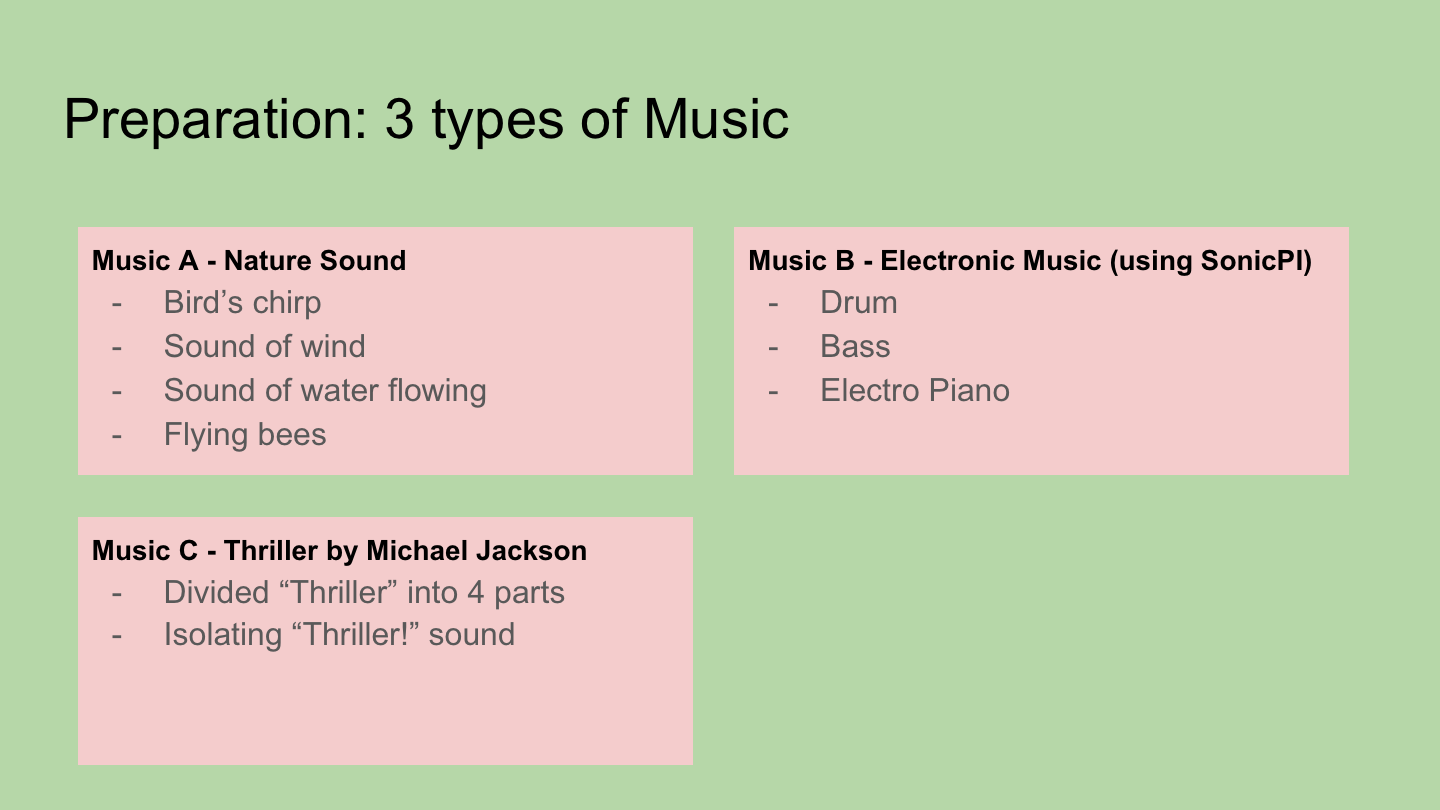 Preparation: 3 types of Music
Music A - Nature Sound
- Bird’s chirp
- Sound of wind
- Sound of water flowing
- Flying bees
Music B - Electronic Music (using SonicPI)
- Drum
- Bass
- Electro Piano
Music C - Thriller by Michael Jackson
- Divided “Thriller” into 4 parts
- Isolating “Thriller!” sound